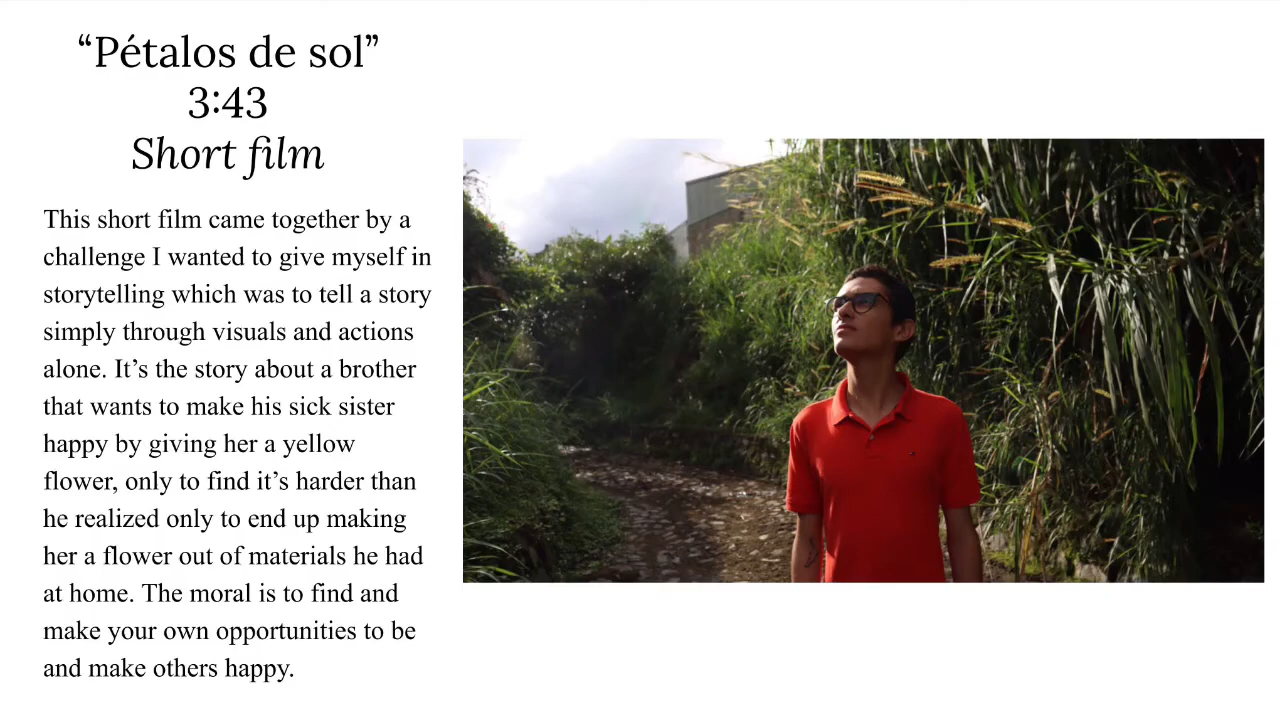 “Pétalos de sol”
3:43
Short film
This short film came together by a
challenge I wanted to give myself in
storytelling which was to tell a story
simply through visuals and actions
alone. It’s the story about a brother
that wants to make his sick sister
happy by giving her a yellow
flower, only to find it’s harder than
he realized only to end up making
her a flower out of materials he had
at home. The moral is to find and
make your own opportunities to be
and make others happy.